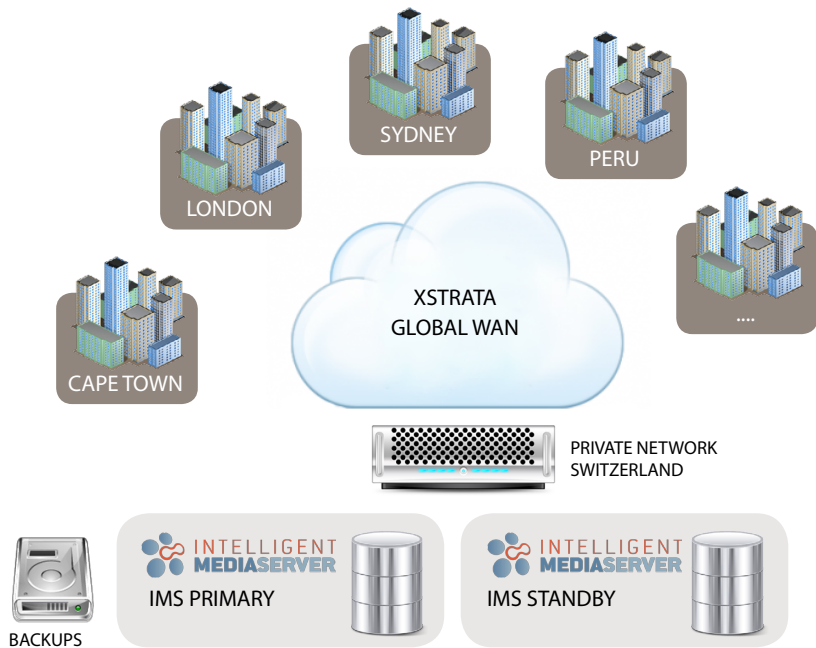 SYDNEY
PERU
LONDON
....
CAPE TOWN
XSTRATA
GLOBAL WAN
PRIVATE NETWORK
SWITZERLAND
INTELLIGENT
MEDIASERVER
IMS PRIMARY
INTELLIGENT
MEDIASERVER
IMS STANDBY
BACKUPS